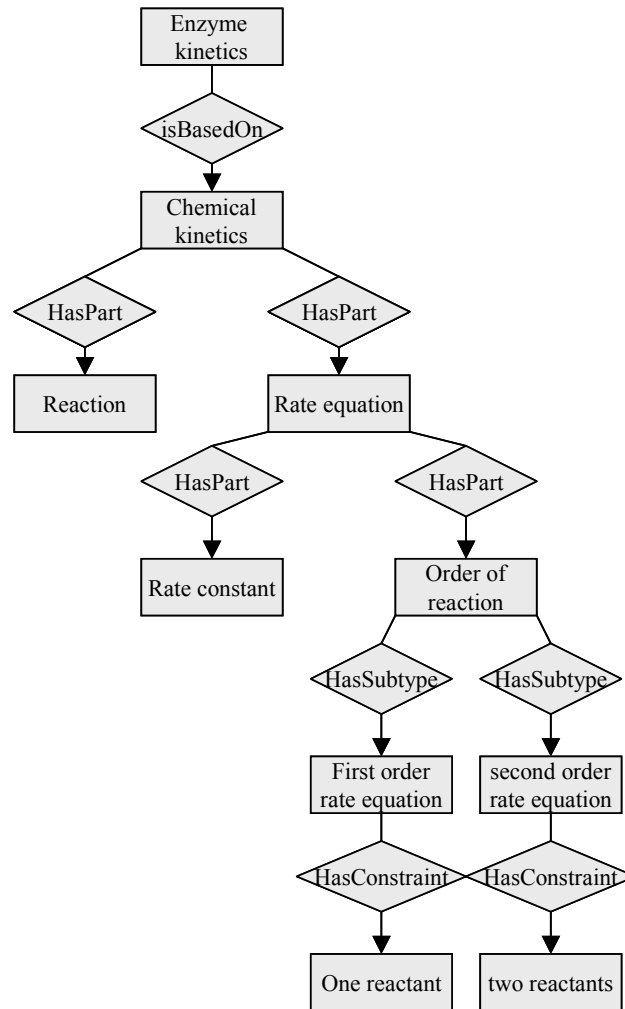 Enzyme
kinetics
isBasedOn
Chemical
kinetics
HasPart
HasPart
Reaction
Rate equation
HasPart
HasPart
Rate constant
Order of
reaction
HasSubtype
HasSubtype
First order
rate equation
second order
rate equation
HasConstraint
HasConstraint
One reactant
two reactants